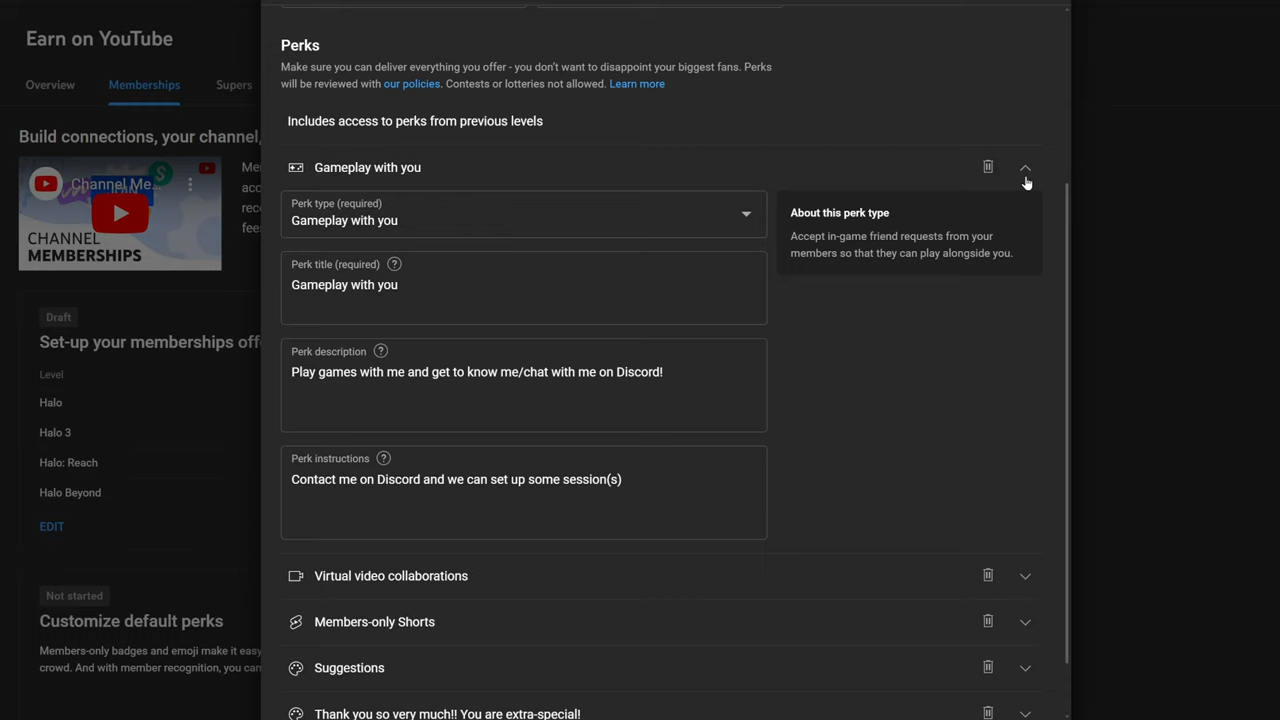 Earn on YouTube
Overview
Memberships
Supers
Build connections, your channel,
Channel Me...
JOIN
CHANNEL
MEMBERSHIPS
Me
acc
rec
fee
Draft
Set-up your memberships off
Level
Halo
Halo 3
Halo: Reach
Halo Beyond
EDIT
Not started
Customize default perks
Members-only badges and emoji make it easy
crowd. And with member recognition, you can
Perks
Make sure you can deliver everything you offer - you don't want to disappoint your biggest fans. Perks
will be reviewed with our policies. Contests or lotteries not allowed. Learn more
Includes access to perks from previous levels
Gameplay with you
Perk type (required)
Gameplay with you
About this perk type
Accept in-game friend requests from your
members so that they can play alongside you.
Perk title (required) ?
Gameplay with you
Perk description ?
Play games with me and get to know me/chat with me on Discord!
Perk instructions ?
Contact me on Discord and we can set up some session(s)
Virtual video collaborations
Members-only Shorts
Suggestions
Thank you so very much!! You are extra-special!